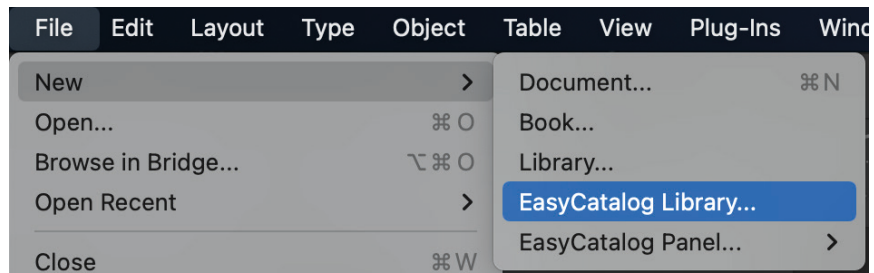 File Edit Layout Type Object Table View Plug-Ins
New >
Open... ⌘ O
Browse in Bridge... ⌥ ⌘ O
Open Recent >
Close ⌘ W
Document... ⌘ N
Book...
Library...
EasyCatalog Library...
EasyCatalog Panel... >